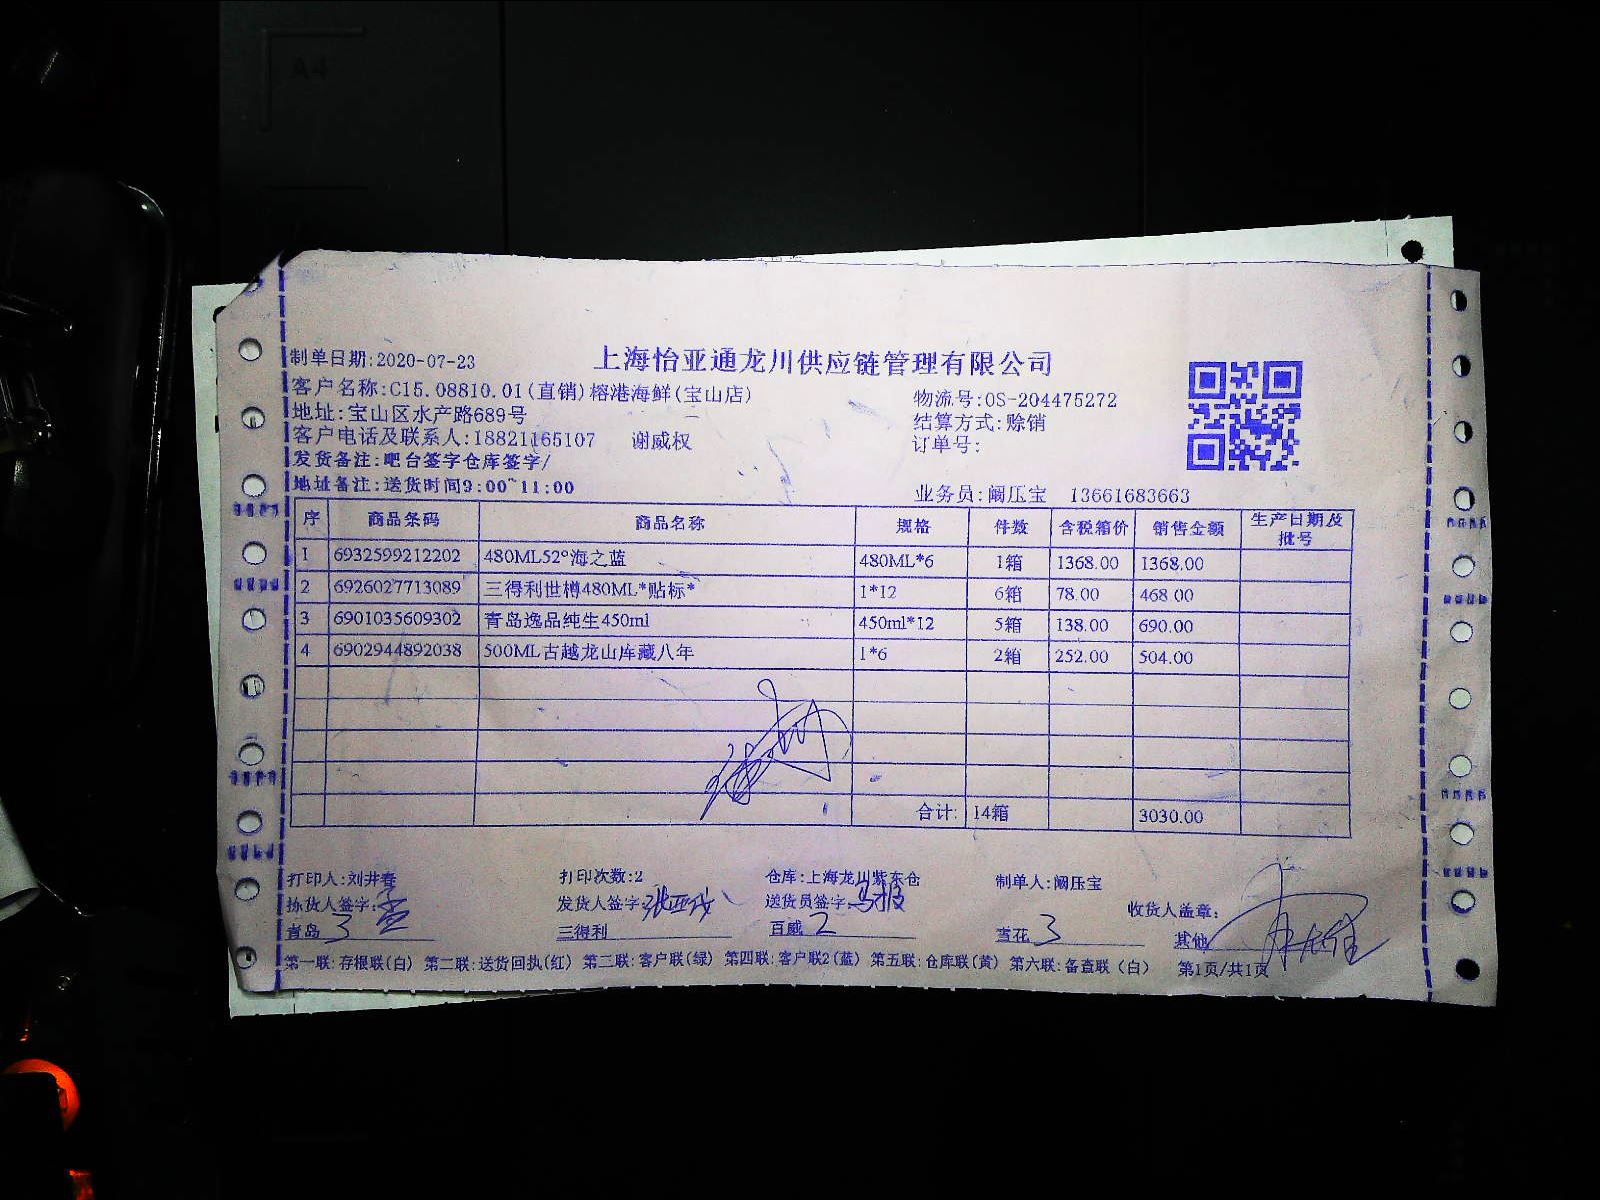 A4
上海怡亚通龙川供应链管理有限公司
制单日期:2020-07-23
客户名称:C15.08810.01(直销)榕港海鲜(宝山店) 物流号:OS-204475272
地址:宝山区水产路689号 结算方式:赊销
客户电话及联系人:18821165107 谢威权 订单号:
发货备注:吧台签字仓库签字/
地址备注:送货时间9:00~11:00 业务员:阚压宝 13661683663
序 商品条码 商品名称 规格 件数 含税箱价 销售金额 生产日期及批号
1 6932599212202 480ML52°海之蓝 480ML*6 1箱 1368.00 1368.00
2 6926027713089 三得利世樽480ML*贴标* 1*12 6箱 78.00 468.00
3 6901035609302 青岛逸品纯生450ml 450ml*12 5箱 138.00 690.00
4 6902944892038 500ML古越龙山库藏八年 1*6 2箱 252.00 504.00
合计: 14箱 3030.00
打印人:刘井春 打印次数:2 仓库:上海龙川紫东仓 制单人:阚压宝
拣货人签字: 发货人签字: 送货员签字: 收货人盖章:
青岛 3 三得利 百威 2 雪花 3 其他
第一联:存根联(白) 第二联:送货回执(红) 第三联:客户联(绿) 第四联:客户联2(蓝) 第五联:仓库联(黄) 第六联:备查联(白) 第1页/共1页